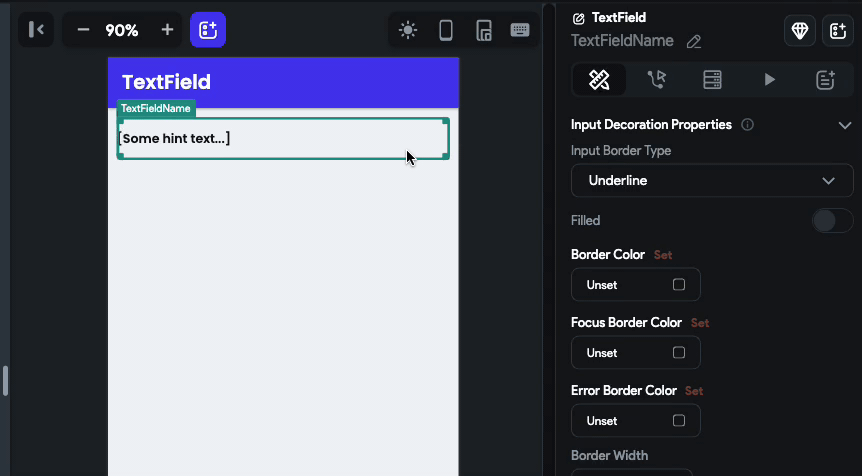 90%
TextField
TextFieldName
[Some hint text...]
TextField
TextFieldName
Input Decoration Properties
Input Border Type
Underline
Filled
Border Color Set
Unset
Focus Border Color Set
Unset
Error Border Color Set
Unset
Border Width